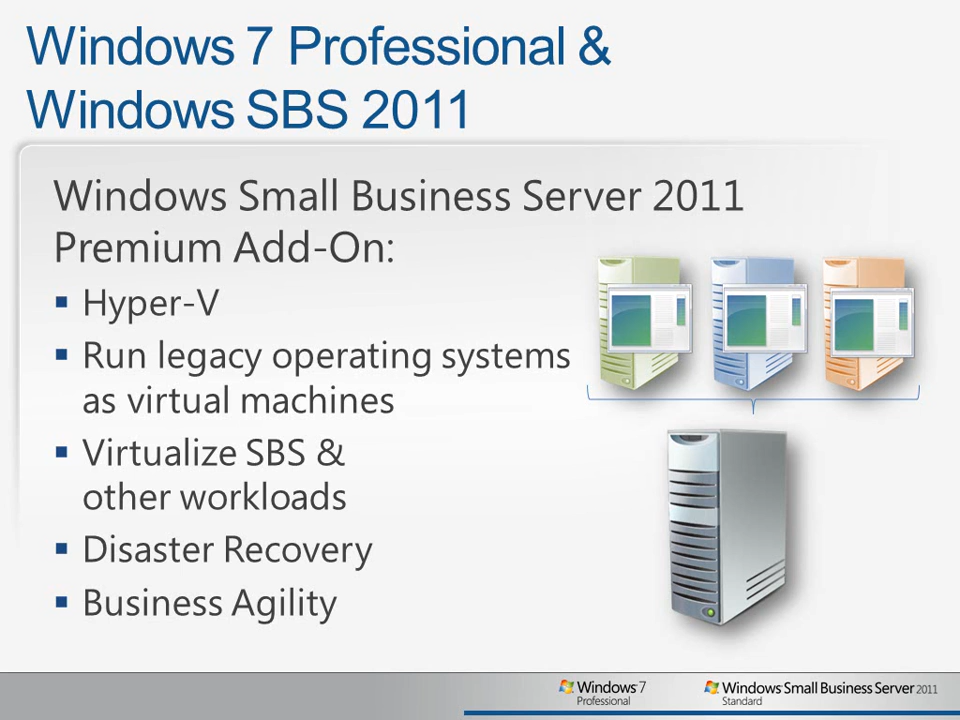 Windows 7 Professional &
Windows SBS 2011
Windows Small Business Server 2011
Premium Add-On:
▪ Hyper-V
▪ Run legacy operating systems
as virtual machines
▪ Virtualize SBS &
other workloads
▪ Disaster Recovery
▪ Business Agility
Windows 7
Professional
Windows Small Business Server 2011
Standard